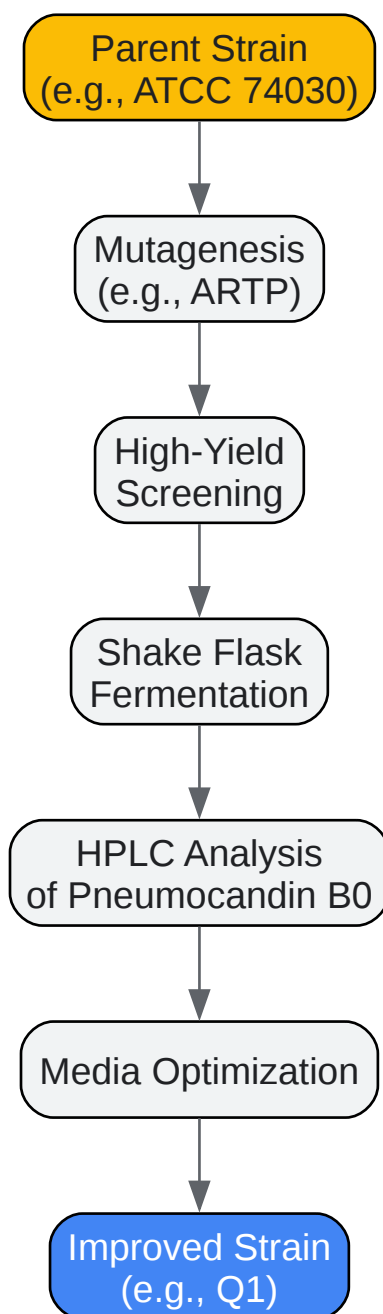 Parent Strain
(e.g., ATCC 74030)
Mutagenesis
(e.g., ARTP)
High-Yield
Screening
Shake Flask
Fermentation
HPLC Analysis
of Pneumocandin B0
Media Optimization
Improved Strain
(e.g., Q1)